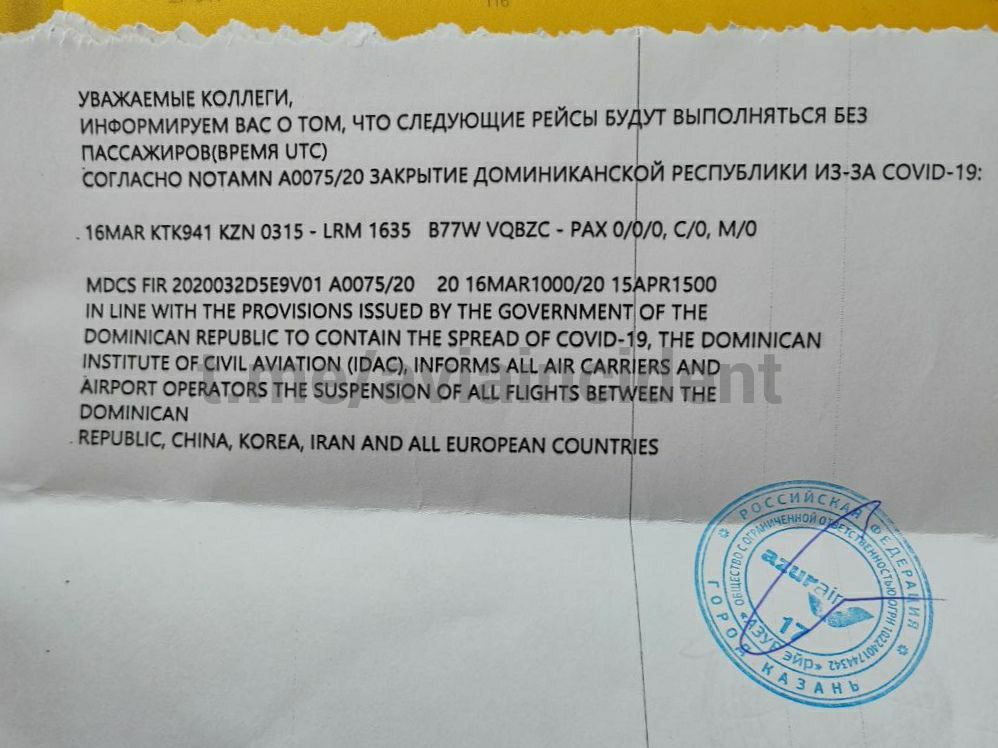 116
УВАЖАЕМЫЕ КОЛЛЕГИ,
ИНФОРМИРУЕМ ВАС О ТОМ, ЧТО СЛЕДУЮЩИЕ РЕЙСЫ БУДУТ ВЫПОЛНЯТЬСЯ БЕЗ
ПАССАЖИРОВ(ВРЕМЯ UTC)
СОГЛАСНО NOTAMN A0075/20 ЗАКРЫТИЕ ДОМИНИКАНСКОЙ РЕСПУБЛИКИ ИЗ-ЗА COVID-19:
. 16MAR KTK941 KZN 0315 - LRM 1635 B77W VQBZC - PAX 0/0/0, C/0, M/0
MDCS FIR 2020032D5E9V01 A0075/20 20 16MAR1000/20 15APR1500
IN LINE WITH THE PROVISIONS ISSUED BY THE GOVERNMENT OF THE
DOMINICAN REPUBLIC TO CONTAIN THE SPREAD OF COVID-19, THE DOMINICAN
INSTITUTE OF CIVIL AVIATION (IDAC), INFORMS ALL AIR CARRIERS AND
t.me/aviaincident
AIRPORT OPERATORS THE SUSPENSION OF ALL FLIGHTS BETWEEN THE
DOMINICAN
. REPUBLIC, CHINA, KOREA, IRAN AND ALL EUROPEAN COUNTRIES
РОССИЙСКАЯ ФЕДЕРАЦИЯ
ОБЩЕСТВО С ОГРАНИЧЕННОЙ ОТВЕТСТВЕННОСТЬЮ ОГРН
azurair
17
«АЗУР эйр»
ГОРОД КАЗАНЬ